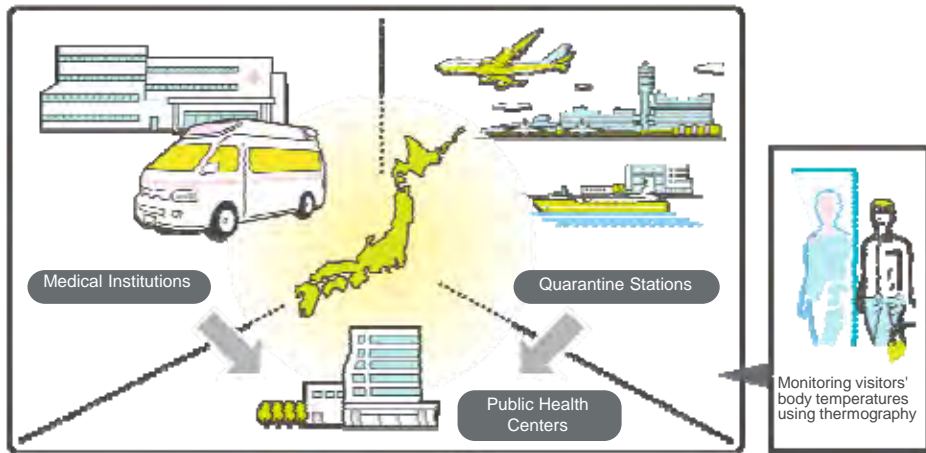 Medical Institutions
Quarantine Stations
Public Health
Centers
Monitoring visitors'
body temperatures
using thermography